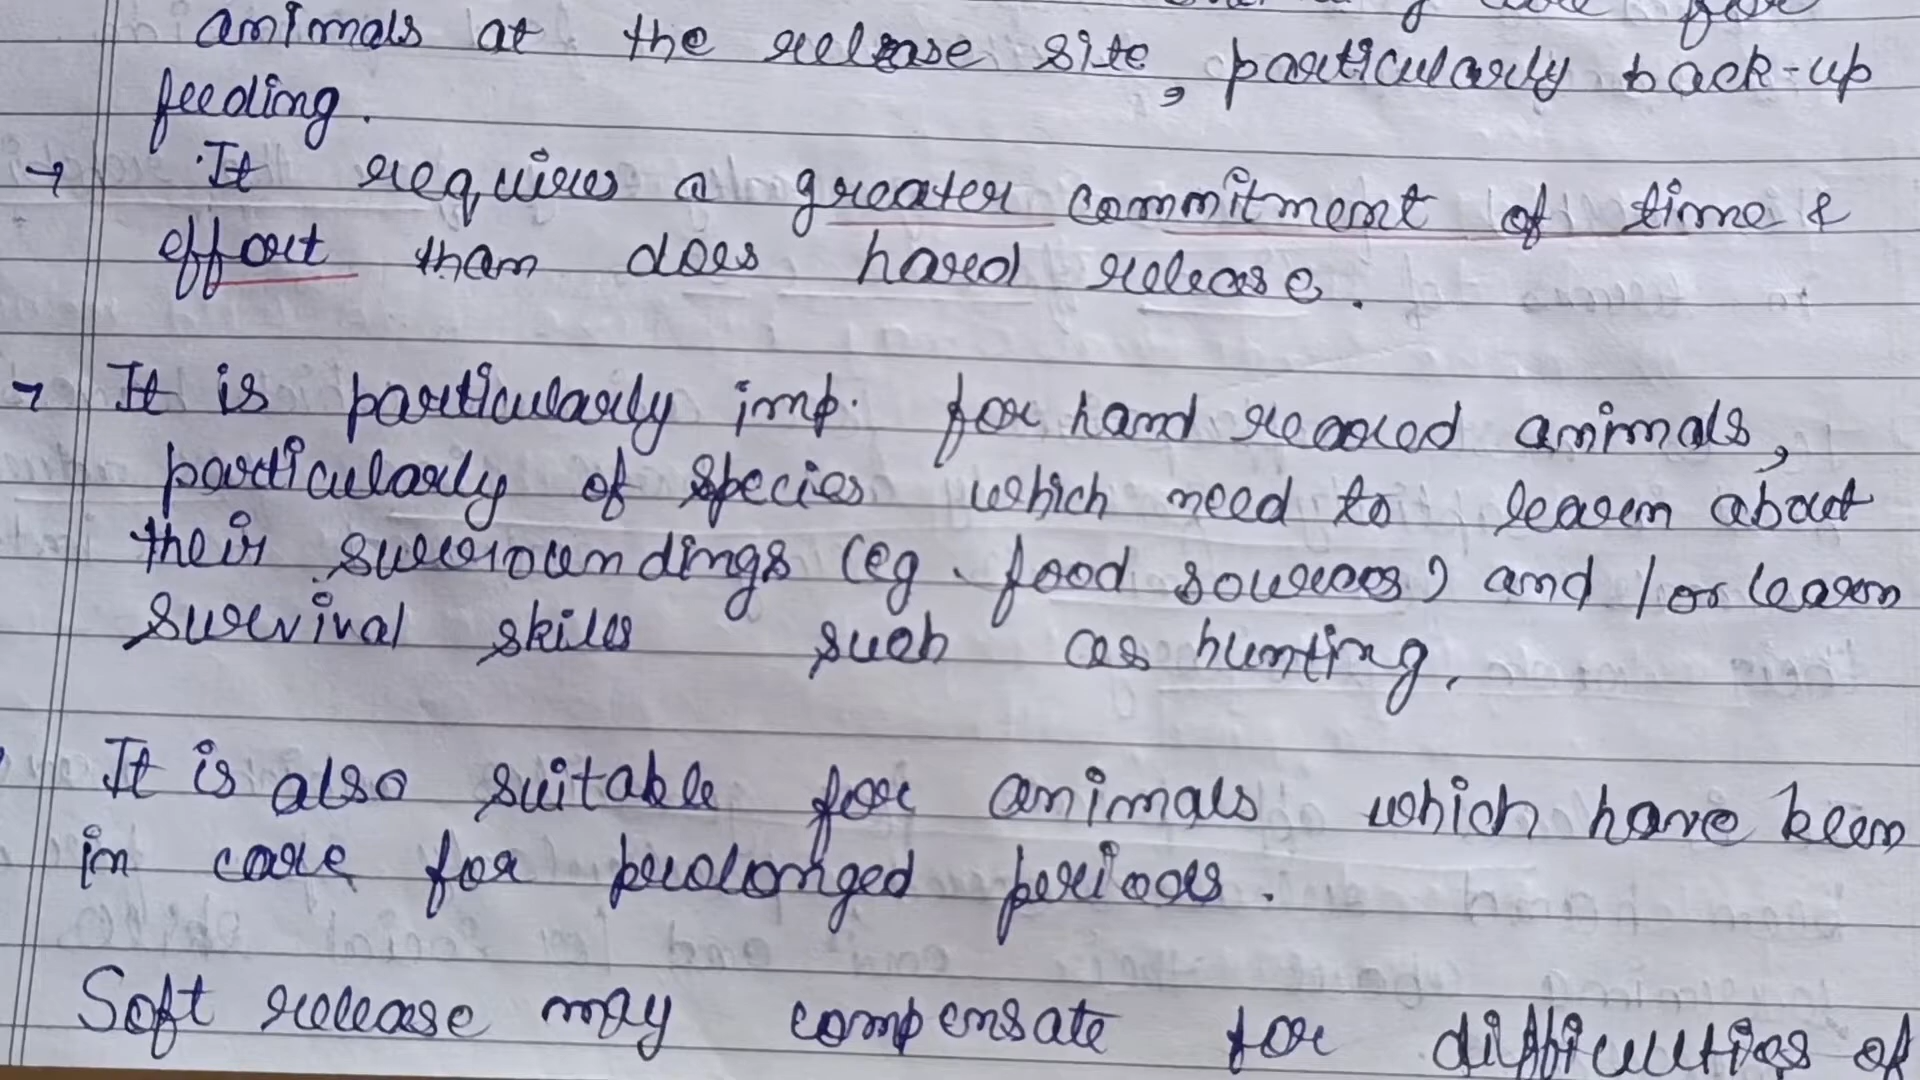 animals at the release site, particularly back-up
feeding.
→ It requires a greater commitment of time &
effort than does hard release.
→ It is particularly imp. for hand reared animals,
particularly of species which need to learn about
their surroundings (eg. food sources) and / or learn
survival skills such as hunting.
It is also suitable for animals which have been
in care for prolonged periods.
Soft release may compensate for difficulties of